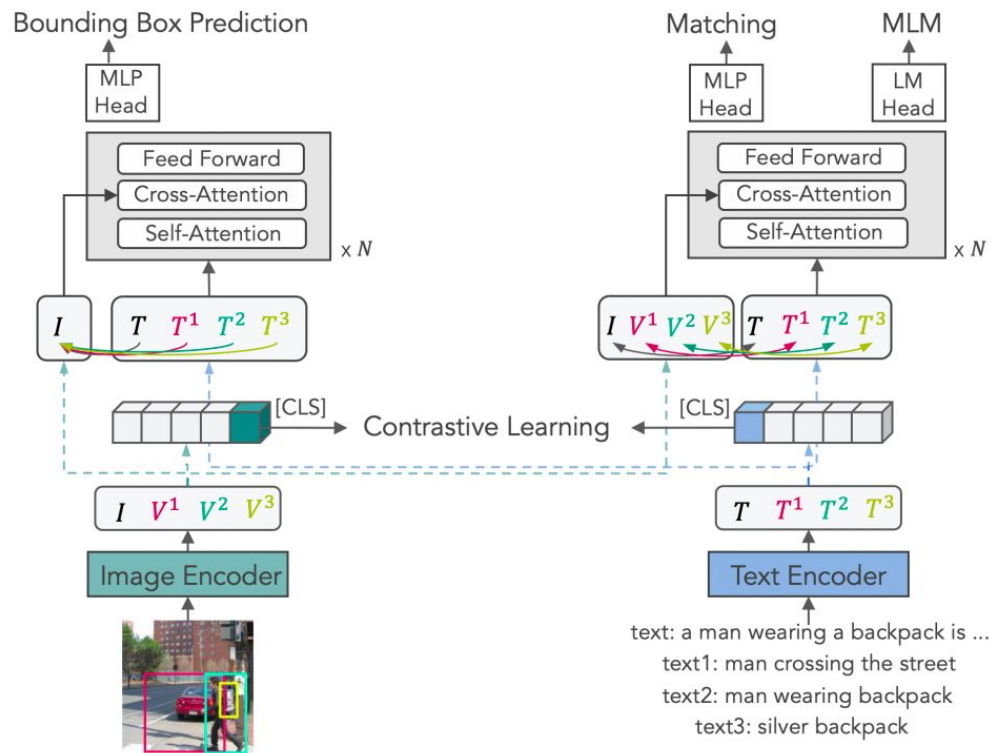 Bounding Box Prediction
Matching
MLM
MLP
Head
MLP
Head
LM
Head
Feed Forward
Cross-Attention
Self-Attention
x N
Feed Forward
Cross-Attention
Self-Attention
x N
I T T¹ T² T³
I V¹ V² V³ T T¹ T² T³
[CLS]
Contrastive Learning
[CLS]
I V¹ V² V³
T T¹ T² T³
Image Encoder
Text Encoder
text: a man wearing a backpack is ...
text1: man crossing the street
text2: man wearing backpack
text3: silver backpack